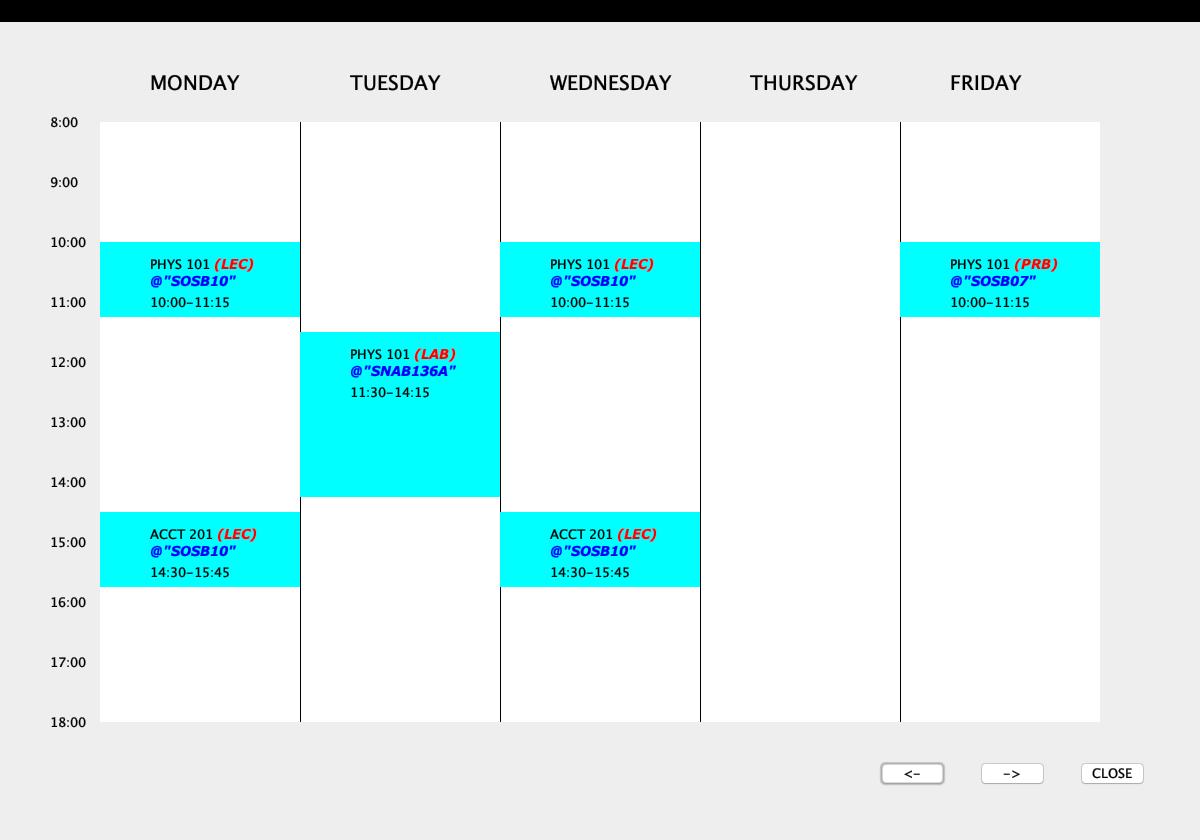 MONDAY TUESDAY WEDNESDAY THURSDAY FRIDAY
8:00
9:00
10:00
PHYS 101 (LEC) PHYS 101 (LEC) PHYS 101 (PRB)
@"SOSB10" @"SOSB10" @"SOSB07"
11:00 10:00-11:15 10:00-11:15 10:00-11:15
PHYS 101 (LAB)
12:00
@"SNAB136A"
11:30-14:15
13:00
14:00
ACCT 201 (LEC) ACCT 201 (LEC)
15:00
@"SOSB10" @"SOSB10"
14:30-15:45 14:30-15:45
16:00
17:00
18:00
<- -> CLOSE